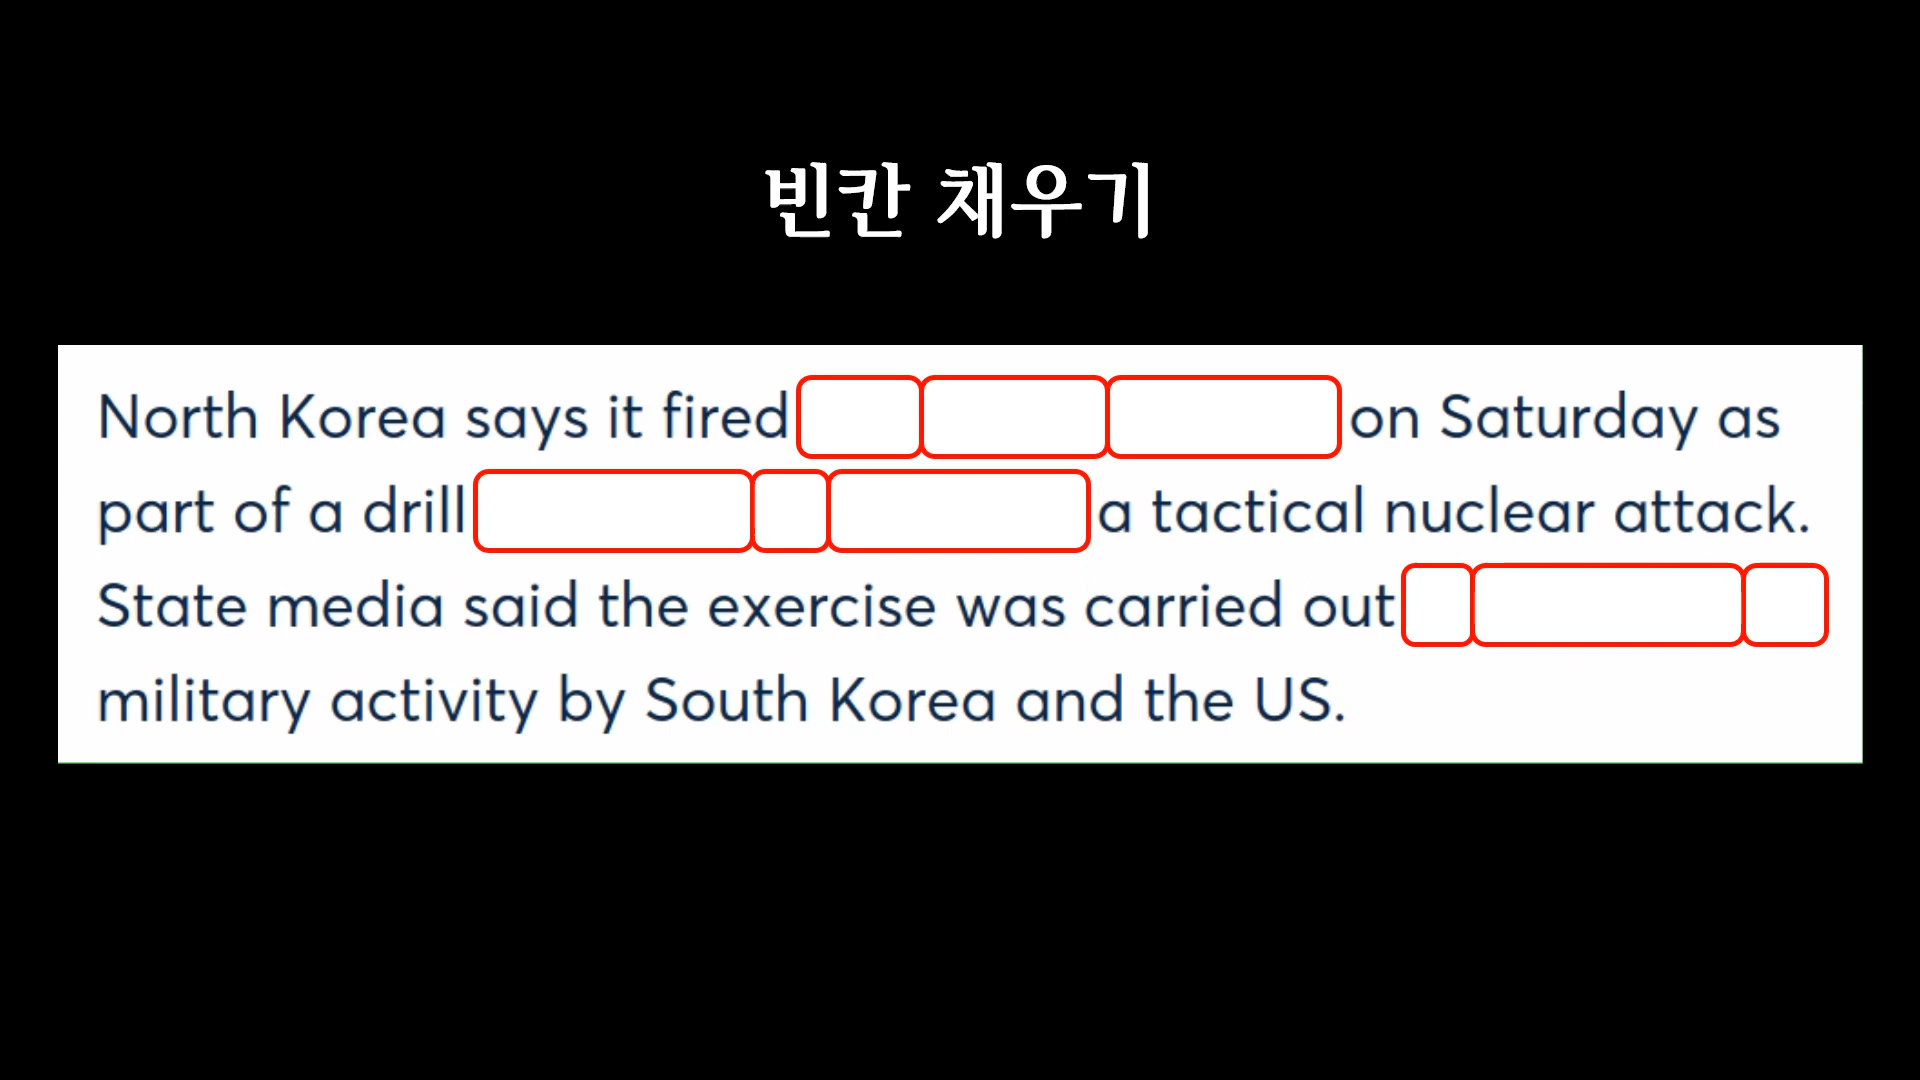 빈칸 채우기
North Korea says it fired on Saturday as
part of a drill a tactical nuclear attack.
State media said the exercise was carried out
military activity by South Korea and the US.